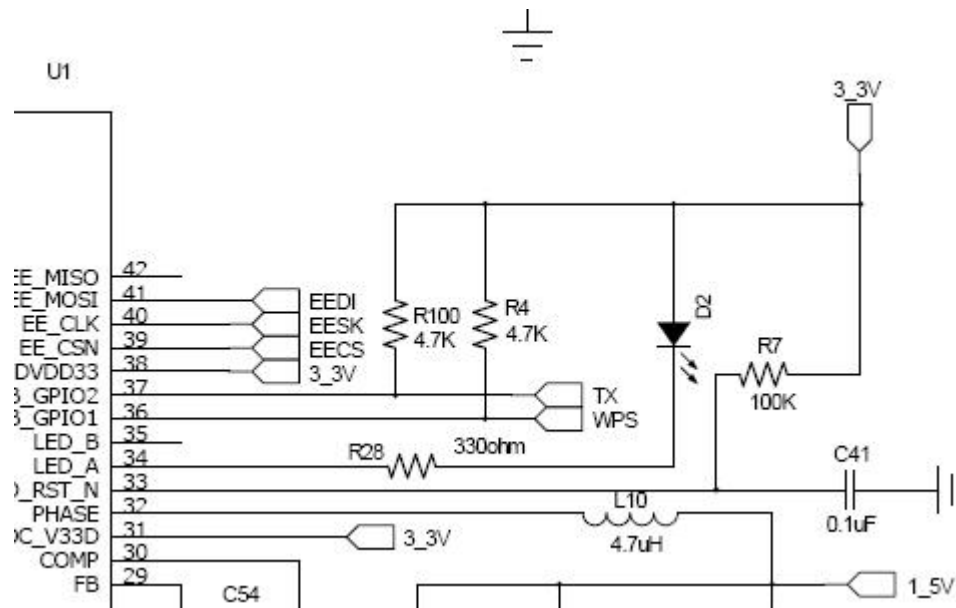 U1
3_3V
EE_MISO 42
EE_MOSI 41 EEDI
EE_CLK 40 EESK
EE_CSN 39 EECS
DVDD33 38 3_3V
B_GPIO2 37 TX
B_GPIO1 36 WPS
LED_B 35
LED_A 34
D_RST_N 33
PHASE 32
DC_V33D 31 3_3V
COMP 30
FB 29
R100
4.7K
R4
4.7K
D2
R7
100K
R28 330ohm
C41
0.1uF
L10
4.7uH
C54
1_5V